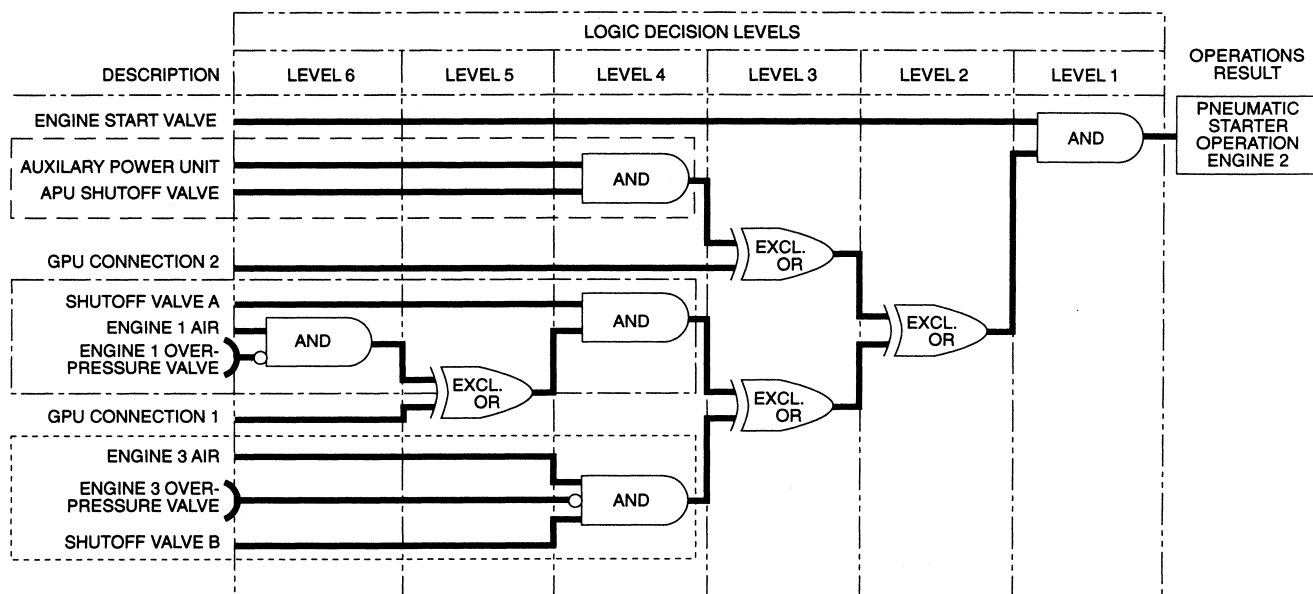 LOGIC DECISION LEVELS
DESCRIPTION
LEVEL 6
LEVEL 5
LEVEL 4
LEVEL 3
LEVEL 2
LEVEL 1
OPERATIONS
RESULT
ENGINE START VALVE
AND
PNEUMATIC
STARTER
OPERATION
ENGINE 2
AUXILARY POWER UNIT
APU SHUTOFF VALVE
AND
GPU CONNECTION 2
EXCL.
OR
SHUTOFF VALVE A
ENGINE 1 AIR
ENGINE 1 OVER-
PRESSURE VALVE
AND
AND
EXCL.
OR
EXCL.
OR
EXCL.
OR
GPU CONNECTION 1
ENGINE 3 AIR
ENGINE 3 OVER-
PRESSURE VALVE
AND
SHUTOFF VALVE B